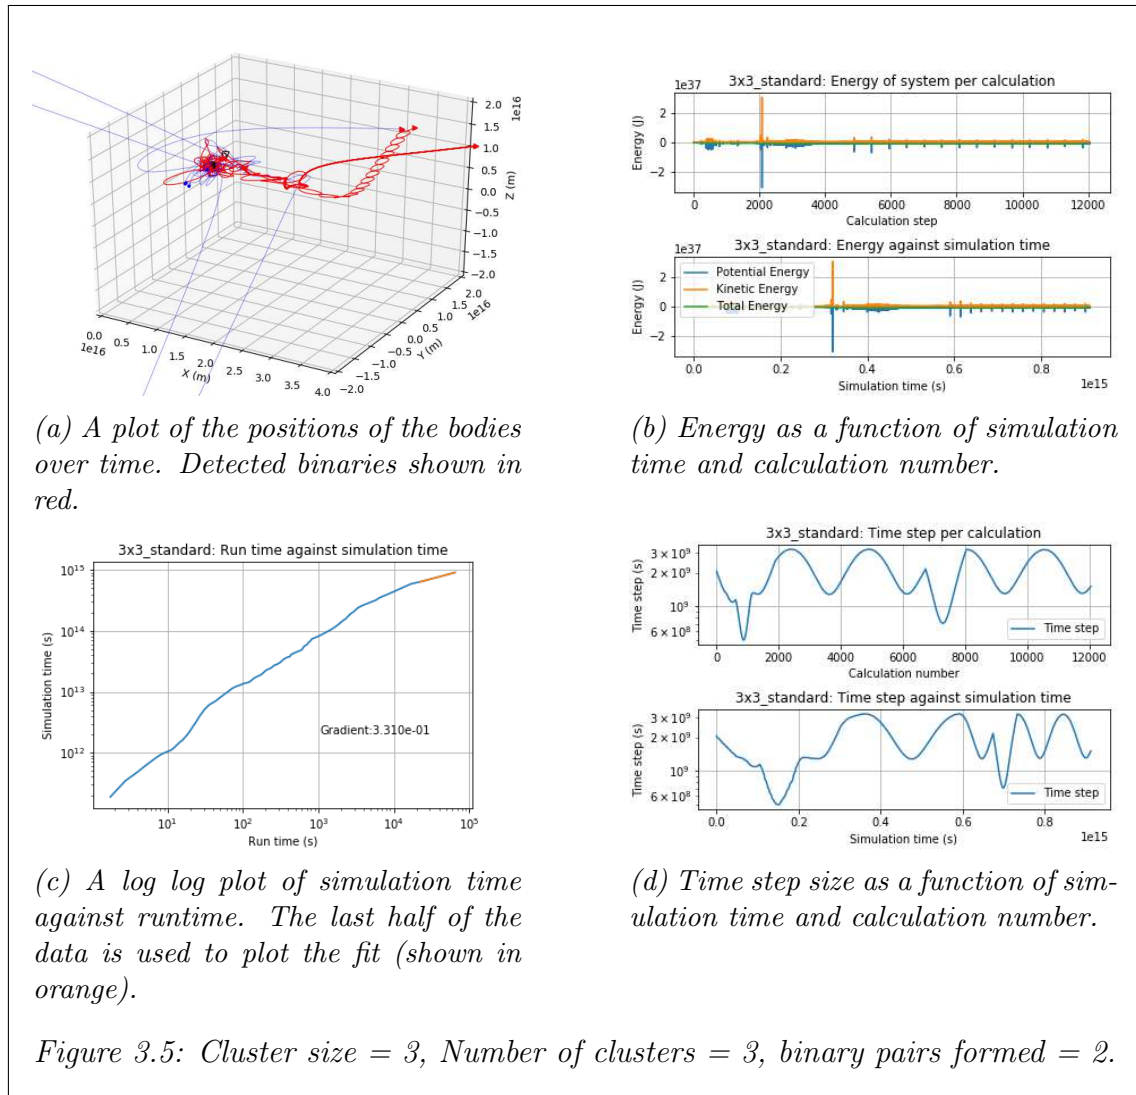 2.0
1.5
1.0
0.5
0.0
−0.5
−1.0
−1.5
−2.0
1e16
Z (m)
0.0
0.5
1.0
1.5
2.0
2.5
3.0
3.5
4.0
1e16
X (m)
−2.0
−1.5
−1.0
−0.5
0.0
0.5
1.0
1.5
2.0
1e16
Y (m)
(a) A plot of the positions of the bodies
over time. Detected binaries shown in
red.
3x3_standard: Energy of system per calculation
1e37
Energy (J)
2
0
−2
0 2000 4000 6000 8000 10000 12000
Calculation step
3x3_standard: Energy against simulation time
1e37
Energy (J)
2
0
−2
Potential Energy
Kinetic Energy
Total Energy
0.0 0.2 0.4 0.6 0.8
1e15
Simulation time (s)
(b) Energy as a function of simulation
time and calculation number.
3x3_standard: Run time against simulation time
Simulation time (s)
10¹⁵
10¹⁴
10¹³
10¹²
Gradient:3.310e-01
10¹ 10² 10³ 10⁴ 10⁵
Run time (s)
(c) A log log plot of simulation time
against runtime. The last half of the
data is used to plot the fit (shown in
orange).
3x3_standard: Time step per calculation
Time step (s)
3 × 10⁹
2 × 10⁹
10⁹
6 × 10⁸
Time step
0 2000 4000 6000 8000 10000 12000
Calculation number
3x3_standard: Time step against simulation time
Time step (s)
3 × 10⁹
2 × 10⁹
10⁹
6 × 10⁸
Time step
0.0 0.2 0.4 0.6 0.8
1e15
Simulation time (s)
(d) Time step size as a function of sim-
ulation time and calculation number.
Figure 3.5: Cluster size = 3, Number of clusters = 3, binary pairs formed = 2.